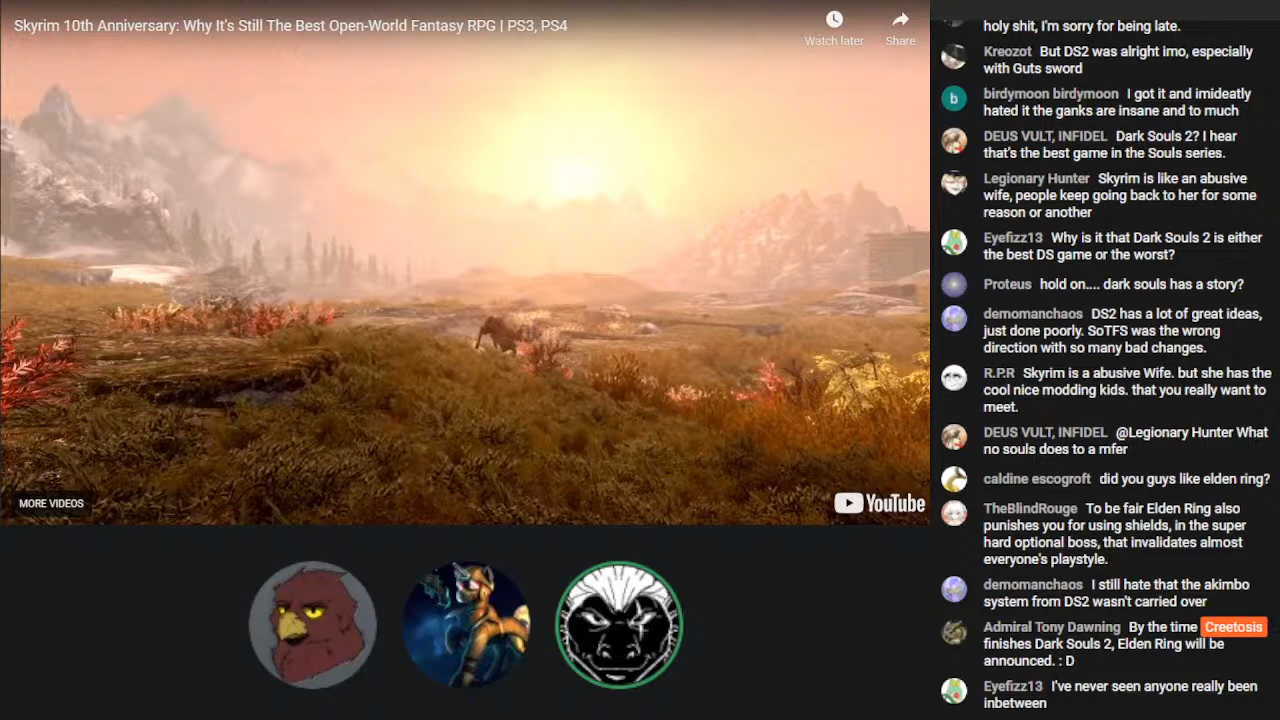 Skyrim 10th Anniversary: Why It's Still The Best Open-World Fantasy RPG | PS3, PS4
Watch later
Share
MORE VIDEOS
YouTube
holy shit, I'm sorry for being late.
Kreozot But DS2 was alright imo, especially
with Guts sword
b
birdymoon birdymoon I got it and imideatly
hated it the ganks are insane and to much
DEUS VULT, INFIDEL Dark Souls 2? I hear
that's the best game in the Souls series.
Legionary Hunter Skyrim is like an abusive
wife, people keep going back to her for some
reason or another
Eyefizz13 Why is it that Dark Souls 2 is either
the best DS game or the worst?
Proteus hold on.... dark souls has a story?
demomanchaos DS2 has a lot of great ideas,
just done poorly. SoTFS was the wrong
direction with so many bad changes.
R.P.R Skyrim is a abusive Wife. but she has the
cool nice modding kids. that you really want to
meet.
DEUS VULT, INFIDEL @Legionary Hunter What
no souls does to a mfer
caldine escogroft did you guys like elden ring?
TheBlindRouge To be fair Elden Ring also
punishes you for using shields, in the super
hard optional boss, that invalidates almost
everyone's playstyle.
demomanchaos I still hate that the akimbo
system from DS2 wasn't carried over
Admiral Tony Dawning By the time Creetosis
finishes Dark Souls 2, Elden Ring will be
announced. : D
Eyefizz13 I've never seen anyone really been
inbetween